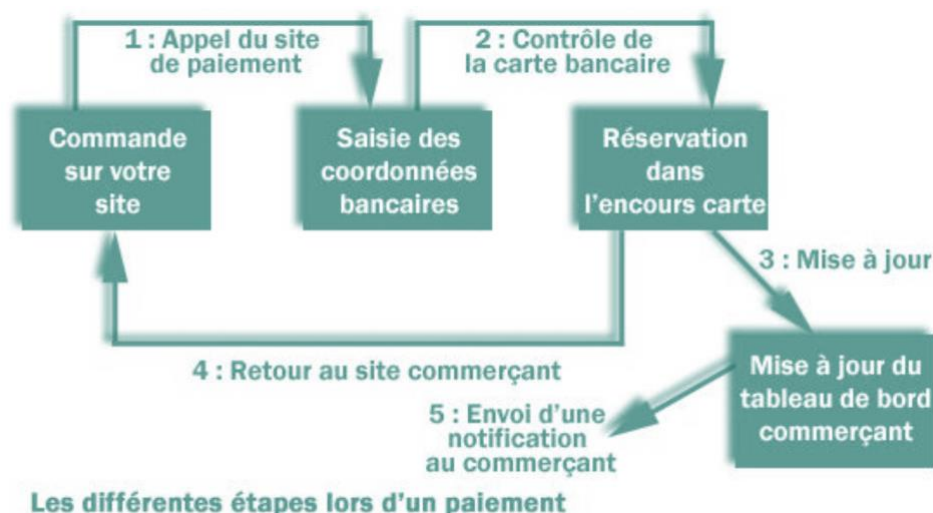 1 : Appel du site
de paiement
2 : Contrôle de
la carte bancaire
Commande
sur votre
site
Saisie des
coordonnées
bancaires
Réservation
dans
l'encours carte
3 : Mise à jour
4 : Retour au site commerçant
Mise à jour du
tableau de bord
commerçant
5 : Envoi d'une
notification
au commerçant
Les différentes étapes lors d'un paiement